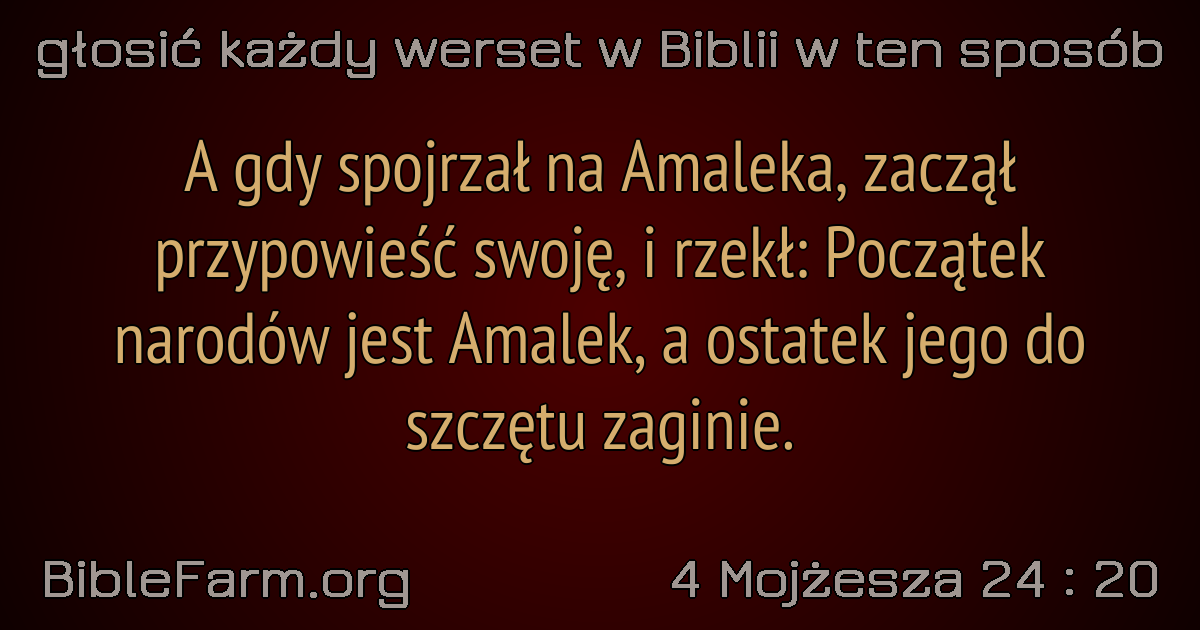 głosić każdy werset w Biblii w ten sposób
A gdy spojrzał na Amaleka, zaczął
przypowieść swoję, i rzekł: Początek
narodów jest Amalek, a ostatek jego do
szczętu zaginie.
BibleFarm.org
4 Mojżesza 24 : 20